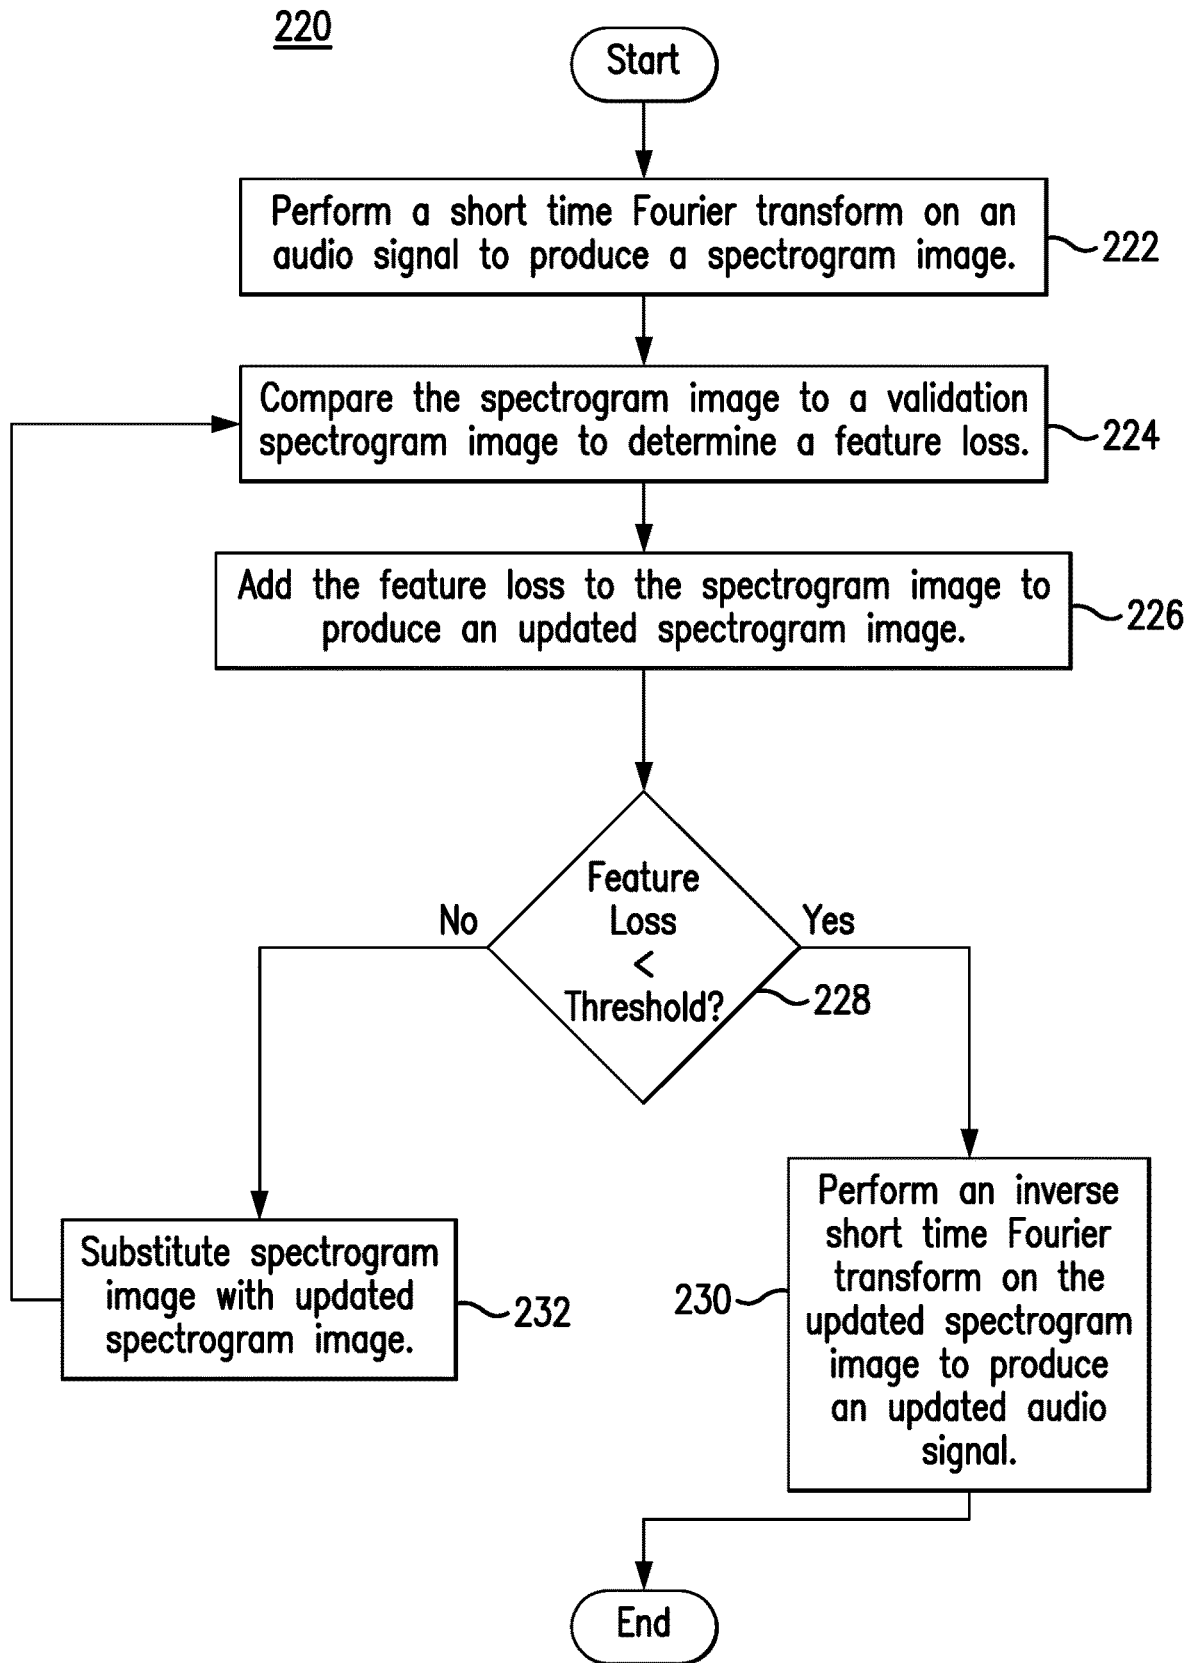 220
Start
Perform a short time Fourier transform on an
audio signal to produce a spectrogram image.
222
Compare the spectrogram image to a validation
spectrogram image to determine a feature loss.
224
Add the feature loss to the spectrogram image to
produce an updated spectrogram image.
226
Feature
Loss
<
Threshold?
228
No
Yes
Substitute spectrogram
image with updated
spectrogram image.
232
Perform an inverse
short time Fourier
transform on the
updated spectrogram
image to produce
an updated audio
signal.
230
End